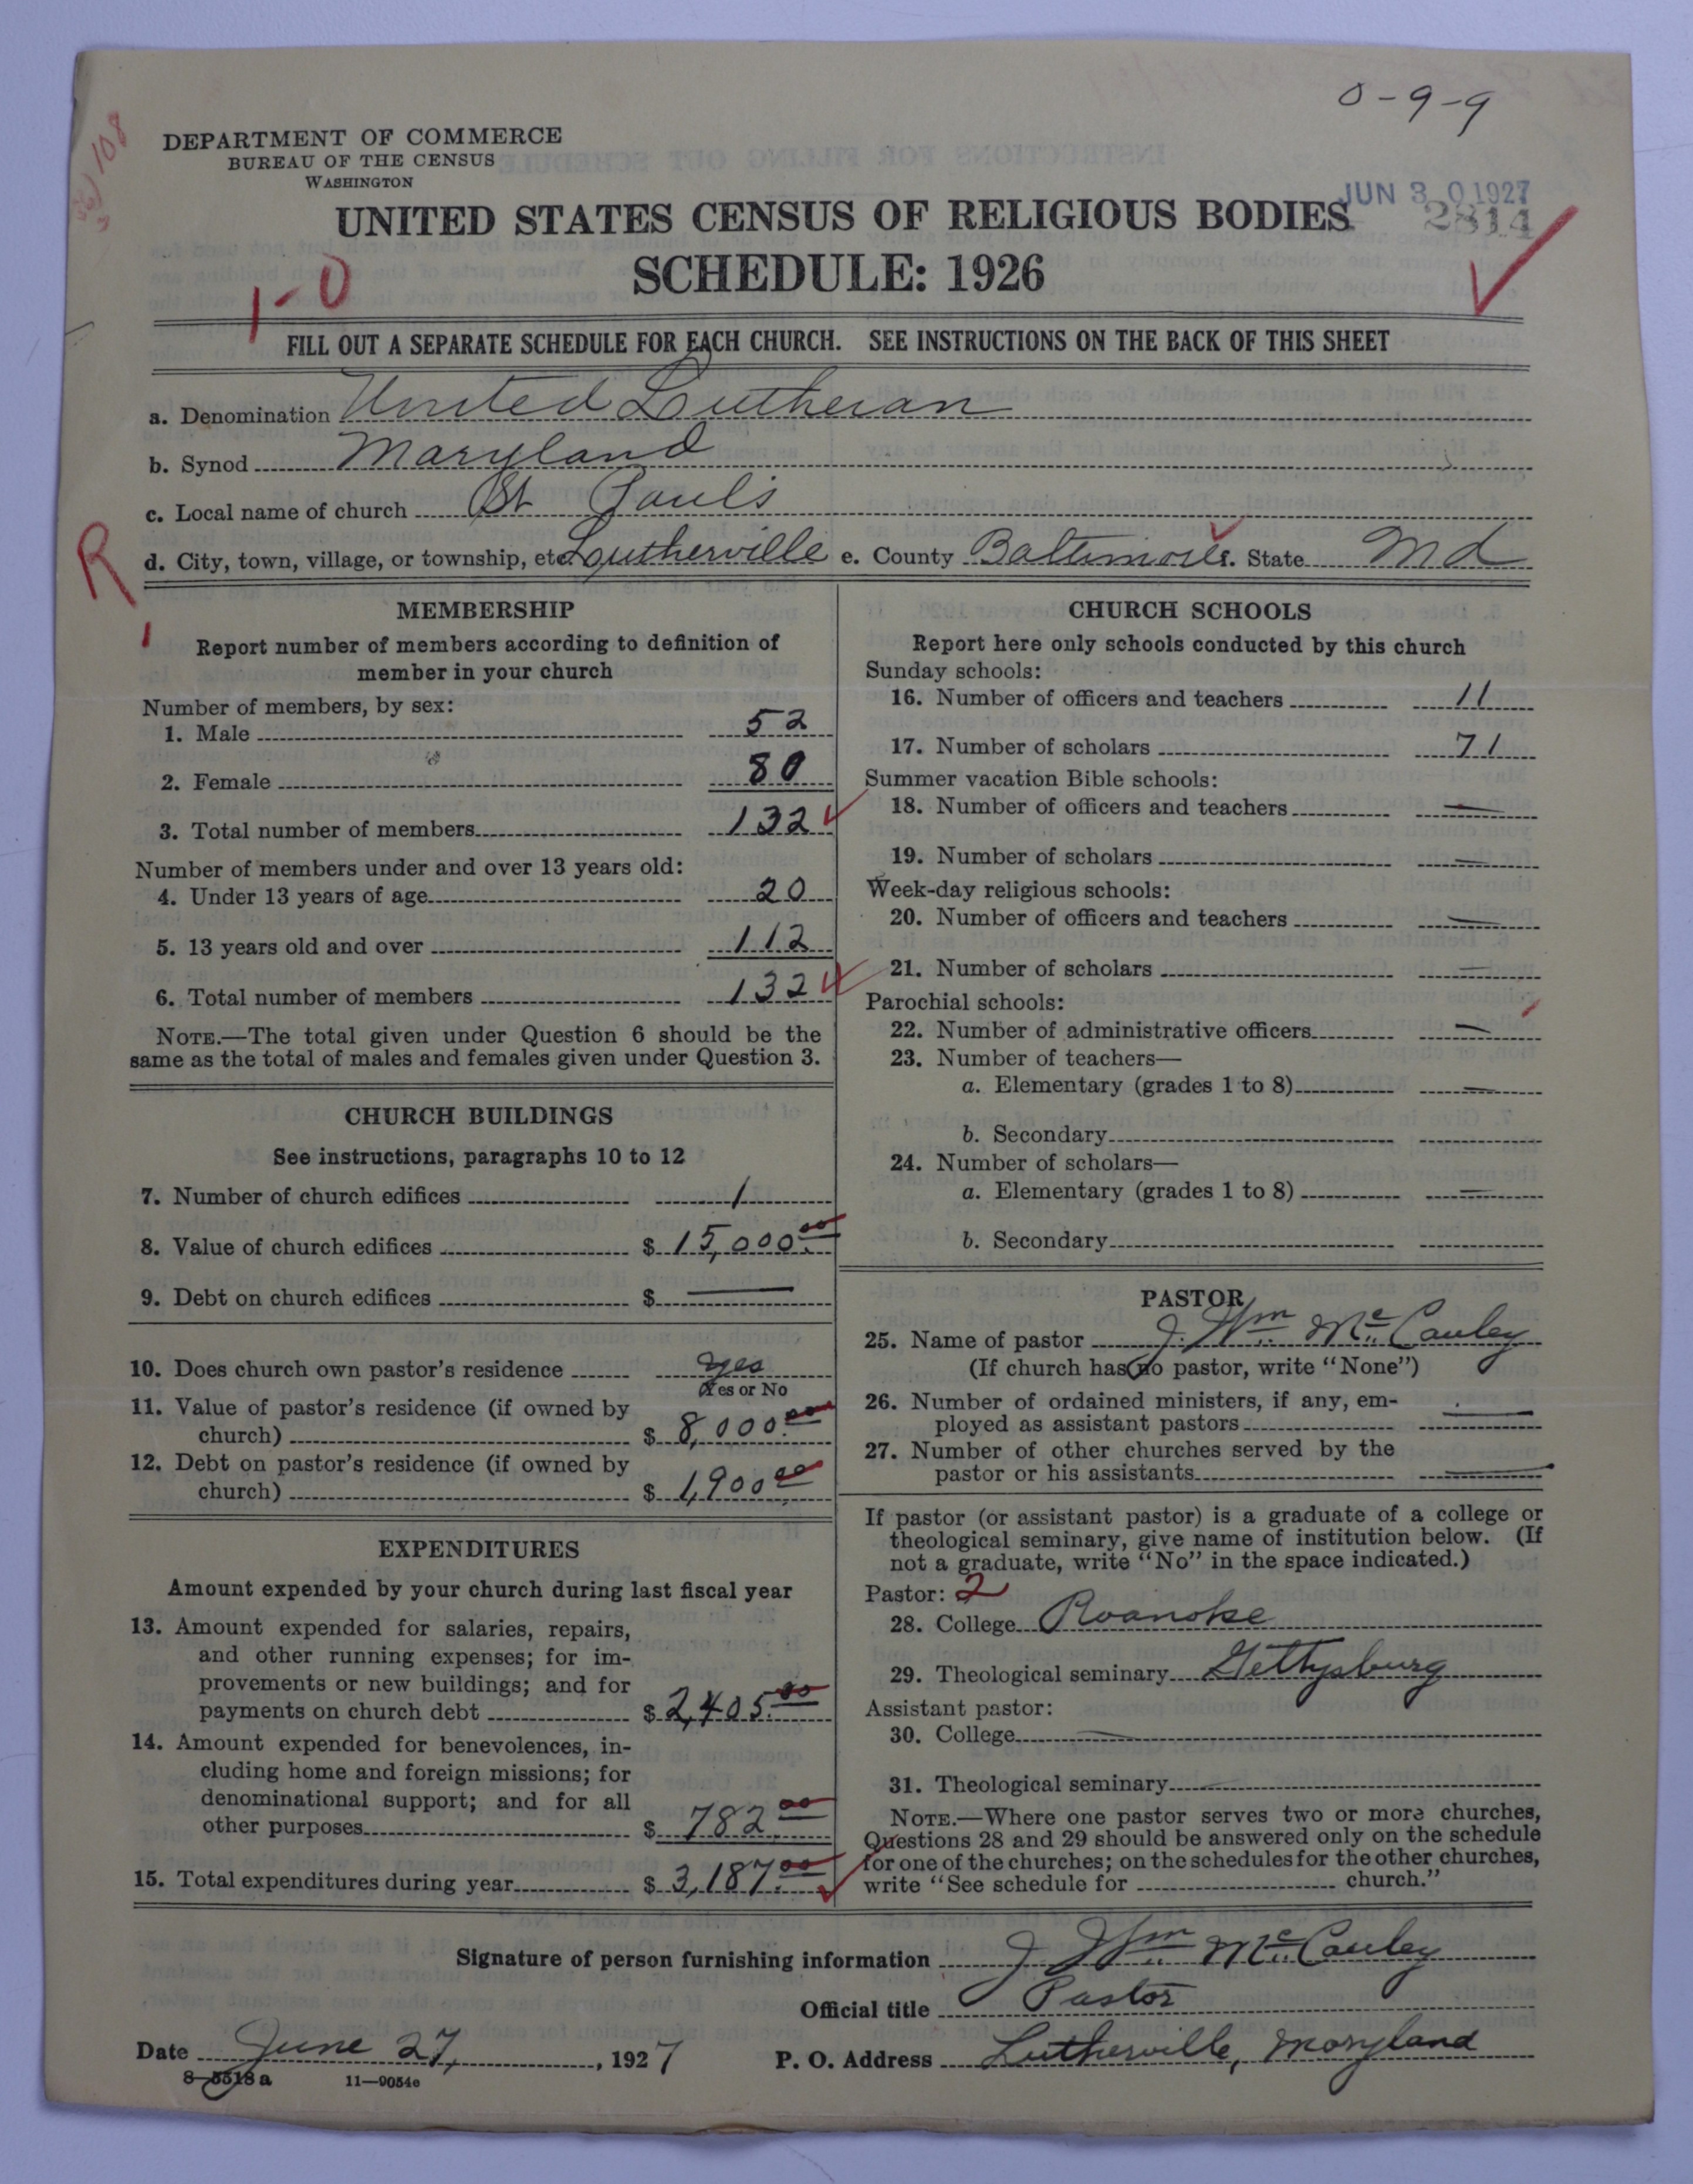 0-9-9
DEPARTMENT OF COMMERCE
BUREAU OF THE CENSUS
WASHINGTON
JUN 30 1927
2814
UNITED STATES CENSUS OF RELIGIOUS BODIES
SCHEDULE: 1926
1-0
FILL OUT A SEPARATE SCHEDULE FOR EACH CHURCH. SEE INSTRUCTIONS ON THE BACK OF THIS SHEET
a. Denomination United Lutheran
b. Synod Maryland
c. Local name of church St Paul's
R
d. City, town, village, or township, etc. Lutherville e. County Baltimore f. State Md
1
MEMBERSHIP
Report number of members according to definition of
member in your church
Number of members, by sex:
1. Male 52
2. Female 80
3. Total number of members 132
Number of members under and over 13 years old:
4. Under 13 years of age 20
5. 13 years old and over 112
6. Total number of members 132
NOTE.—The total given under Question 6 should be the
same as the total of males and females given under Question 3.
CHURCH BUILDINGS
See instructions, paragraphs 10 to 12
7. Number of church edifices 1
8. Value of church edifices $ 15,000.00
9. Debt on church edifices $ —
10. Does church own pastor's residence Yes
Yes or No
11. Value of pastor's residence (if owned by
church) $ 8,000.00
12. Debt on pastor's residence (if owned by
church) $ 1,900.00
EXPENDITURES
Amount expended by your church during last fiscal year
13. Amount expended for salaries, repairs,
and other running expenses; for im-
provements or new buildings; and for
payments on church debt $ 2,405.00
14. Amount expended for benevolences, in-
cluding home and foreign missions; for
denominational support; and for all
other purposes $ 782.00
15. Total expenditures during year $ 3,187.00
CHURCH SCHOOLS
Report here only schools conducted by this church
Sunday schools:
16. Number of officers and teachers 11
17. Number of scholars 71
Summer vacation Bible schools:
18. Number of officers and teachers —
19. Number of scholars —
Week-day religious schools:
20. Number of officers and teachers —
21. Number of scholars —
Parochial schools:
22. Number of administrative officers —
23. Number of teachers—
a. Elementary (grades 1 to 8) —
b. Secondary
24. Number of scholars—
a. Elementary (grades 1 to 8) —
b. Secondary
PASTOR
25. Name of pastor J. Wm. McCauley
(If church has no pastor, write "None")
26. Number of ordained ministers, if any, em-
ployed as assistant pastors —
27. Number of other churches served by the
pastor or his assistants —
If pastor (or assistant pastor) is a graduate of a college or
theological seminary, give name of institution below. (If
not a graduate, write "No" in the space indicated.)
Pastor: 2
28. College Roanoke
29. Theological seminary Gettysburg
Assistant pastor:
30. College —
31. Theological seminary
NOTE.—Where one pastor serves two or more churches,
Questions 28 and 29 should be answered only on the schedule
for one of the churches; on the schedules for the other churches,
write "See schedule for church."
Signature of person furnishing information J. Wm. McCauley
Official title Pastor
Date June 27, 1927 P. O. Address Lutherville, Maryland
8—5518a 11—9054e